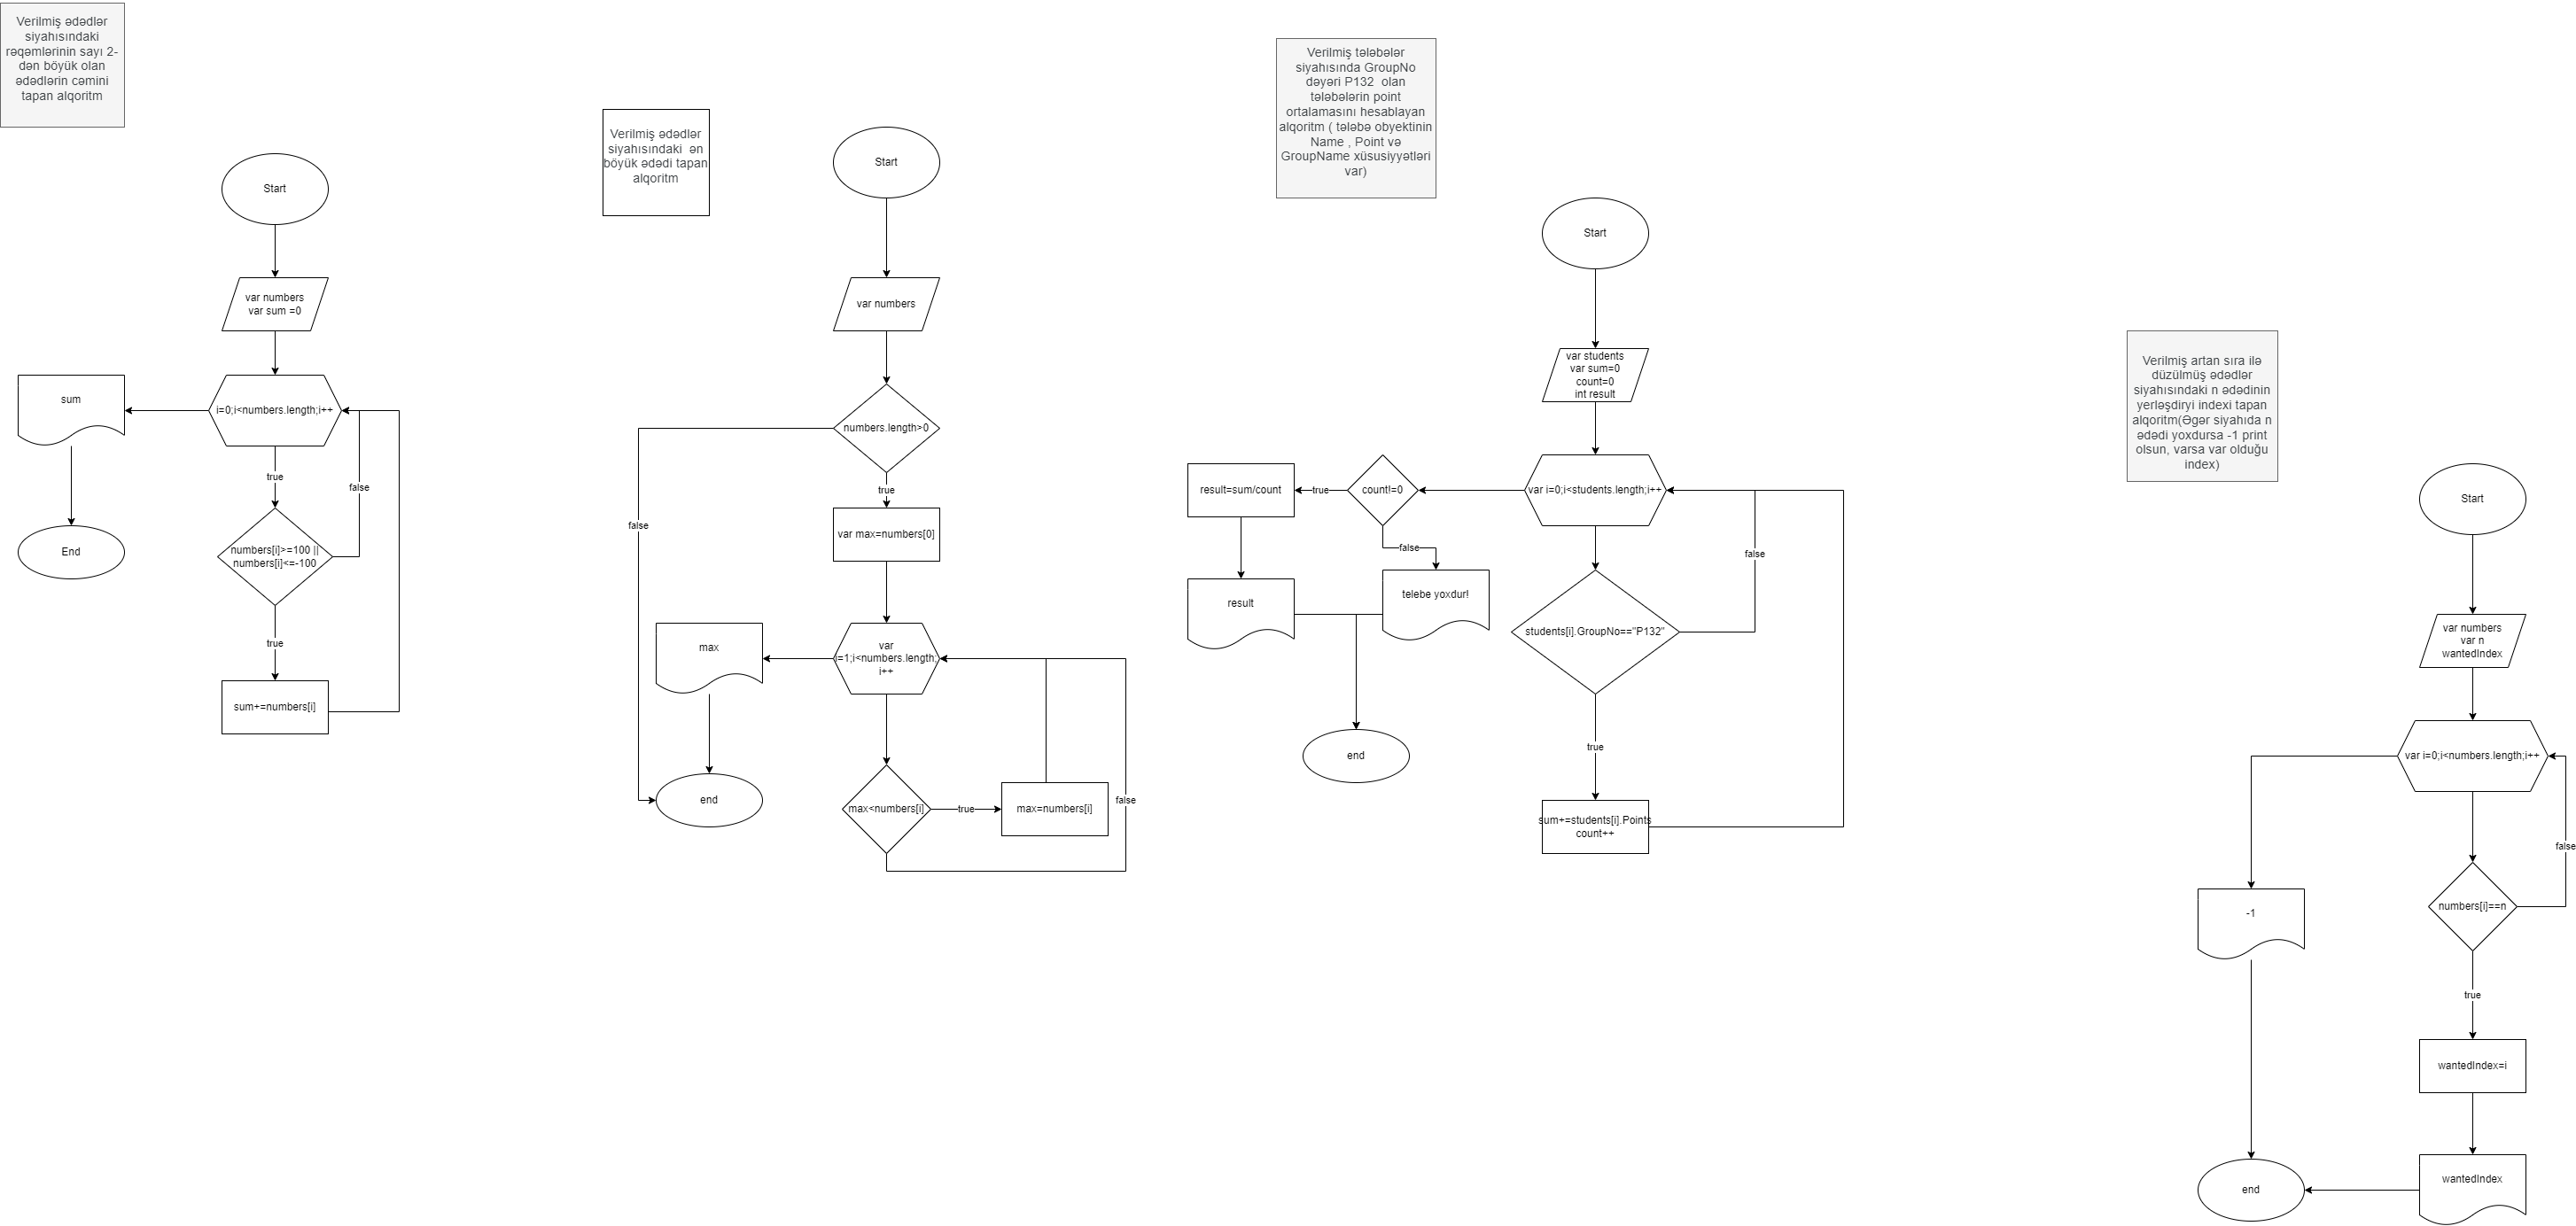 Verilmiş ədədlər
siyahısındaki
rəqəmlərinin sayı 2-
dən böyük olan
ədədlərin cəmini
tapan alqoritm
Start
var numbers
var sum =0
i=0;i<numbers.length;i++
sum
End
true
false
numbers[i]>=100 ||
numbers[i]<=-100
true
sum+=numbers[i]
Verilmiş ədədlər
siyahısındaki  ən
böyük ədədi tapan
alqoritm
Start
var numbers
numbers.length>0
false
true
var max=numbers[0]
var
i=1;i<numbers.length;
i++
max
end
max<numbers[i]
true
max=numbers[i]
false
Verilmiş tələbələr
siyahısında GroupNo
dəyəri P132  olan
tələbələrin point
ortalamasını hesablayan
alqoritm ( tələbə obyektinin
Name , Point və
GroupName xüsusiyyətləri
var)
Start
var students
var sum=0
count=0
int result
var i=0;i<students.length;i++
count!=0
true
result=sum/count
false
result
telebe yoxdur!
end
students[i].GroupNo=="P132"
false
true
sum+=students[i].Points
count++
Verilmiş artan sıra ilə
düzülmüş ədədlər
siyahısındaki n ədədinin
yerləşdiryi indexi tapan
alqoritm(Əgər siyahıda n
ədədi yoxdursa -1 print
olsun, varsa var olduğu
index)
Start
var numbers
var n
wantedIndex
var i=0;i<numbers.length;i++
false
-1
numbers[i]==n
true
wantedIndex=i
wantedIndex
end